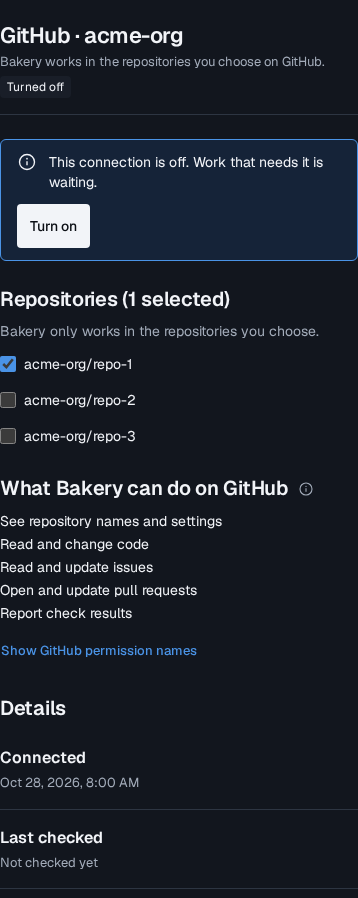 GitHub · acme-org
Bakery works in the repositories you choose on GitHub.
Turned off
This connection is off. Work that needs it is
waiting.
Turn on
Repositories (1 selected)
Bakery only works in the repositories you choose.
acme-org/repo-1
acme-org/repo-2
acme-org/repo-3
What Bakery can do on GitHub
See repository names and settings
Read and change code
Read and update issues
Open and update pull requests
Report check results
Show GitHub permission names
Details
Connected
Oct 28, 2026, 8:00 AM
Last checked
Not checked yet